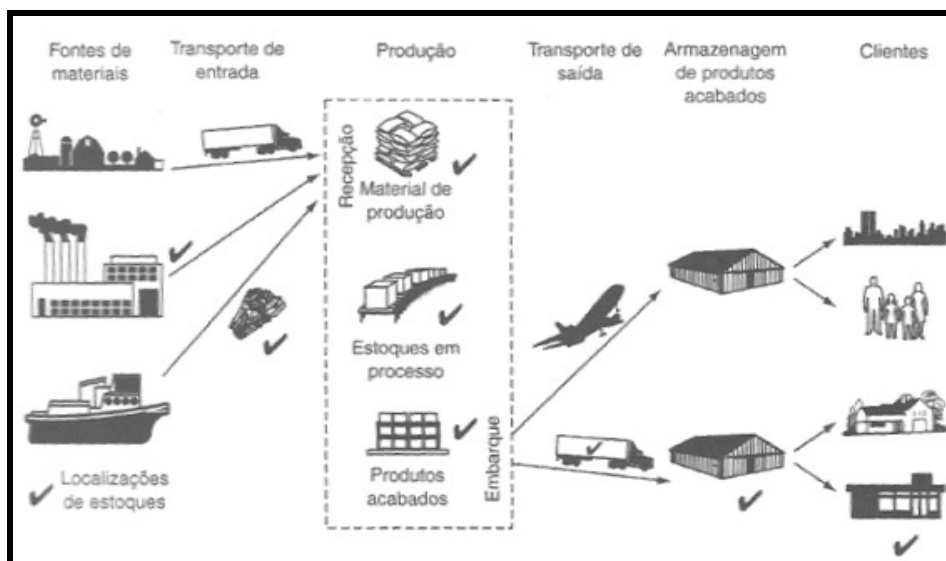 Fontes de
materiais
Transporte de
entrada
Produção
Transporte de
saída
Armazenagem
de produtos
acabados
Clientes
Recepção
Material de
produção
Estoques em
processo
Produtos
acabados
Embarque
Localizações
de estoques